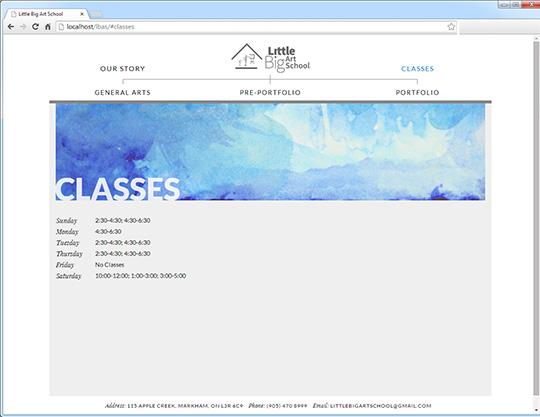 Little Big Art School
localhost/lbas/#classes
Little
Big Art
School
OUR STORY
CLASSES
GENERAL ARTS
PRE-PORTFOLIO
PORTFOLIO
CLASSES
Sunday 2:30-4:30; 4:30-6:30
Monday 4:30-6:30
Tuesday 2:30-4:30; 4:30-6:30
Thursday 2:30-4:30; 4:30-6:30
Friday No Classes
Saturday 10:00-12:00; 1:00-3:00; 3:00-5:00
Address: 115 APPLE CREEK, MARKHAM, ON L3R 6C9 Phone: (905) 470 8999 Email: LITTLEBIGARTSCHOOL@GMAIL.COM